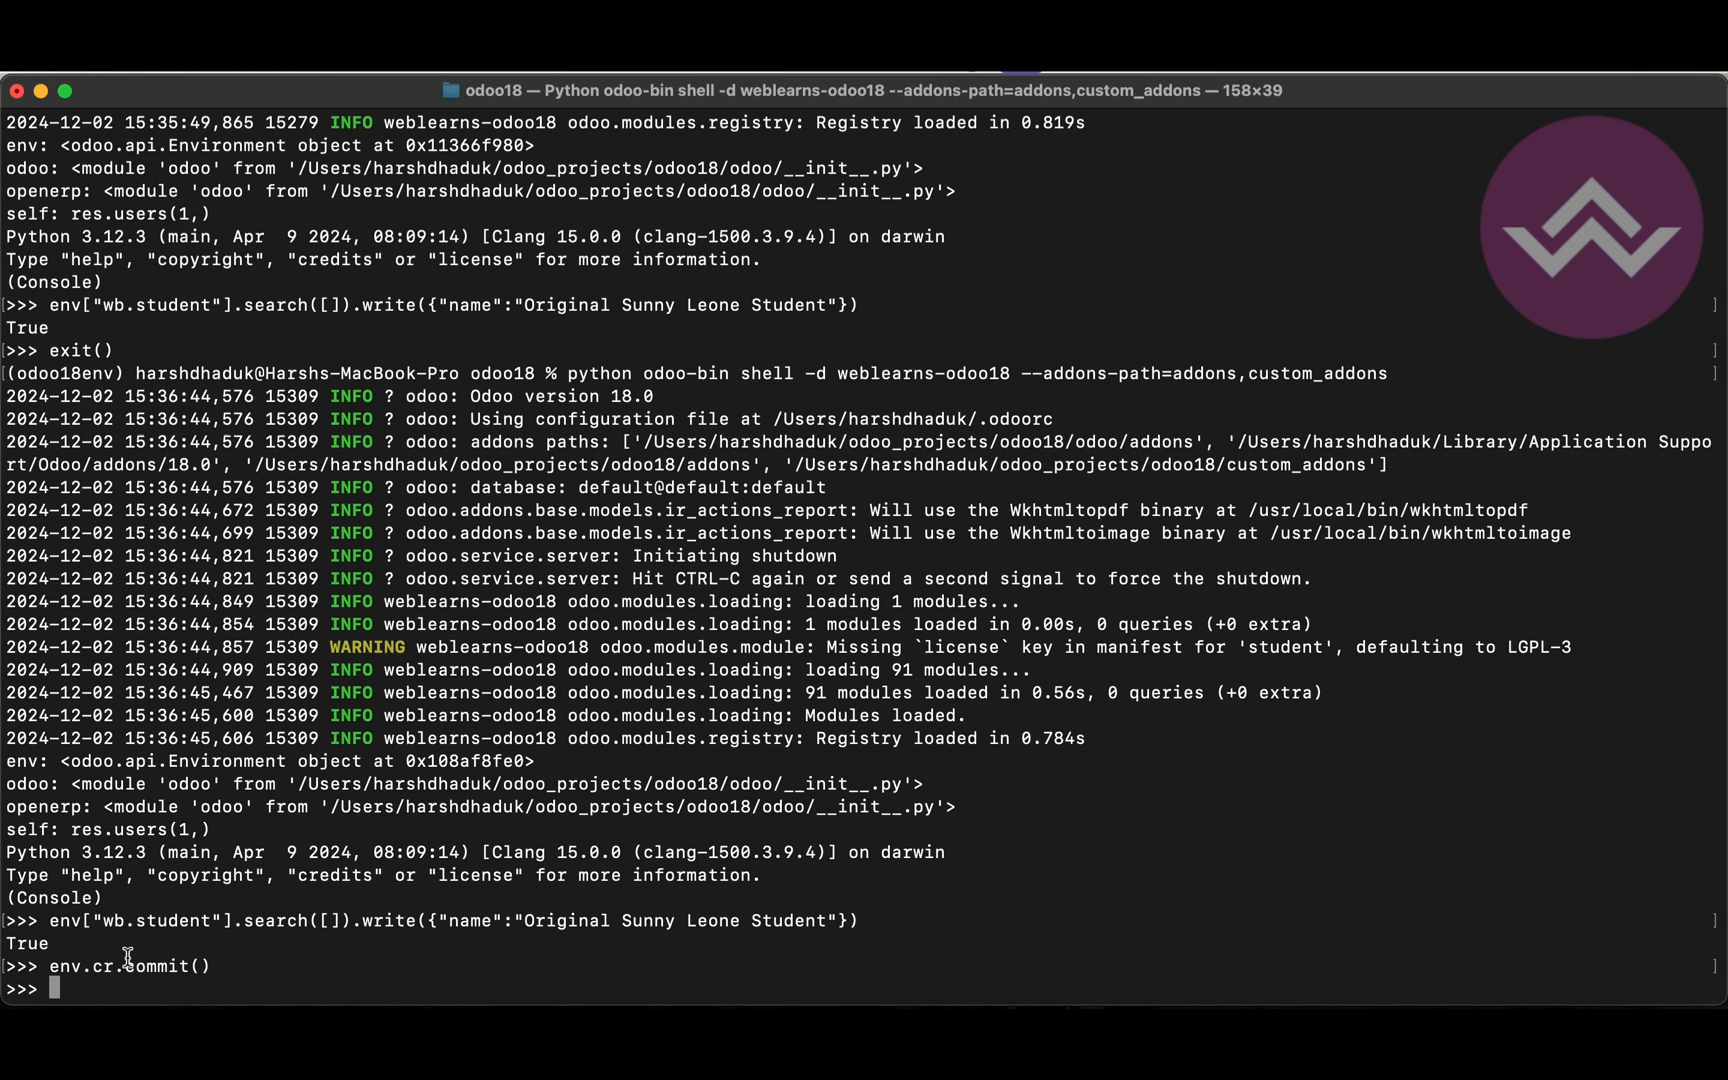 odoo18 — Python odoo-bin shell -d weblearns-odoo18 --addons-path=addons,custom_addons — 158×39
2024-12-02 15:35:49,865 15279 INFO weblearns-odoo18 odoo.modules.registry: Registry loaded in 0.819s
env: <odoo.api.Environment object at 0x11366f980>
odoo: <module 'odoo' from '/Users/harshdhaduk/odoo_projects/odoo18/odoo/__init__.py'>
openerp: <module 'odoo' from '/Users/harshdhaduk/odoo_projects/odoo18/odoo/__init__.py'>
self: res.users(1,)
Python 3.12.3 (main, Apr  9 2024, 08:09:14) [Clang 15.0.0 (clang-1500.3.9.4)] on darwin
Type "help", "copyright", "credits" or "license" for more information.
(Console)
[>>> env["wb.student"].search([]).write({"name":"Original Sunny Leone Student"}) ]
True
[>>> exit() ]
[(odoo18env) harshdhaduk@Harshs-MacBook-Pro odoo18 % python odoo-bin shell -d weblearns-odoo18 --addons-path=addons,custom_addons ]
2024-12-02 15:36:44,576 15309 INFO ? odoo: Odoo version 18.0
2024-12-02 15:36:44,576 15309 INFO ? odoo: Using configuration file at /Users/harshdhaduk/.odoorc
2024-12-02 15:36:44,576 15309 INFO ? odoo: addons paths: ['/Users/harshdhaduk/odoo_projects/odoo18/odoo/addons', '/Users/harshdhaduk/Library/Application Suppo
rt/Odoo/addons/18.0', '/Users/harshdhaduk/odoo_projects/odoo18/addons', '/Users/harshdhaduk/odoo_projects/odoo18/custom_addons']
2024-12-02 15:36:44,576 15309 INFO ? odoo: database: default@default:default
2024-12-02 15:36:44,672 15309 INFO ? odoo.addons.base.models.ir_actions_report: Will use the Wkhtmltopdf binary at /usr/local/bin/wkhtmltopdf
2024-12-02 15:36:44,699 15309 INFO ? odoo.addons.base.models.ir_actions_report: Will use the Wkhtmltoimage binary at /usr/local/bin/wkhtmltoimage
2024-12-02 15:36:44,821 15309 INFO ? odoo.service.server: Initiating shutdown
2024-12-02 15:36:44,821 15309 INFO ? odoo.service.server: Hit CTRL-C again or send a second signal to force the shutdown.
2024-12-02 15:36:44,849 15309 INFO weblearns-odoo18 odoo.modules.loading: loading 1 modules...
2024-12-02 15:36:44,854 15309 INFO weblearns-odoo18 odoo.modules.loading: 1 modules loaded in 0.00s, 0 queries (+0 extra)
2024-12-02 15:36:44,857 15309 WARNING weblearns-odoo18 odoo.modules.module: Missing `license` key in manifest for 'student', defaulting to LGPL-3
2024-12-02 15:36:44,909 15309 INFO weblearns-odoo18 odoo.modules.loading: loading 91 modules...
2024-12-02 15:36:45,467 15309 INFO weblearns-odoo18 odoo.modules.loading: 91 modules loaded in 0.56s, 0 queries (+0 extra)
2024-12-02 15:36:45,600 15309 INFO weblearns-odoo18 odoo.modules.loading: Modules loaded.
2024-12-02 15:36:45,606 15309 INFO weblearns-odoo18 odoo.modules.registry: Registry loaded in 0.784s
env: <odoo.api.Environment object at 0x108af8fe0>
odoo: <module 'odoo' from '/Users/harshdhaduk/odoo_projects/odoo18/odoo/__init__.py'>
openerp: <module 'odoo' from '/Users/harshdhaduk/odoo_projects/odoo18/odoo/__init__.py'>
self: res.users(1,)
Python 3.12.3 (main, Apr  9 2024, 08:09:14) [Clang 15.0.0 (clang-1500.3.9.4)] on darwin
Type "help", "copyright", "credits" or "license" for more information.
(Console)
[>>> env["wb.student"].search([]).write({"name":"Original Sunny Leone Student"}) ]
True
[>>> env.cr.commit() ]
>>>